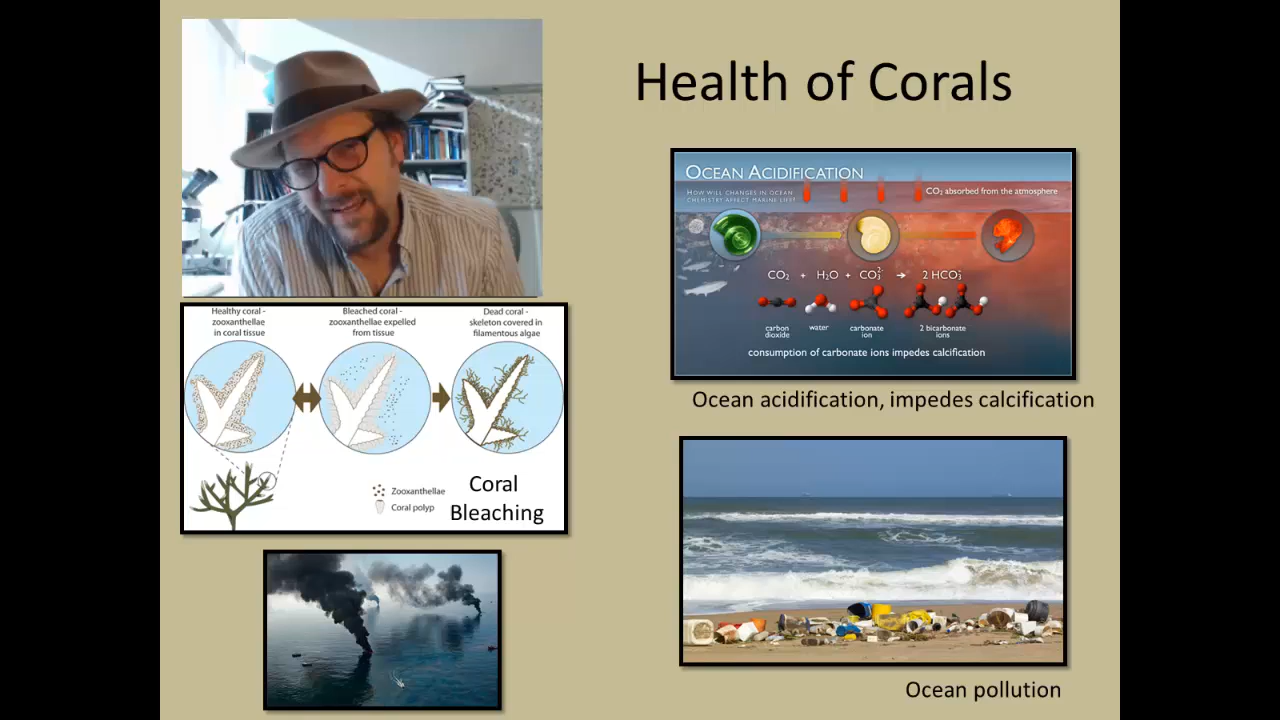 Health of Corals
OCEAN ACIDIFICATION
HOW WILL CHANGES IN OCEAN
CHEMISTRY AFFECT MARINE LIFE?
CO₂ absorbed from the atmosphere
CO₂ + H₂O + CO₃²⁻ → 2 HCO₃⁻
carbon
dioxide
water
carbonate
ion
2 bicarbonate
ions
consumption of carbonate ions impedes calcification
Ocean acidification, impedes calcification
Healthy coral -
zooxanthellae
in coral tissue
Bleached coral -
zooxanthellae expelled
from tissue
Dead coral -
skeleton covered in
filamentous algae
Zooxanthellae
Coral polyp
Coral
Bleaching
Ocean pollution